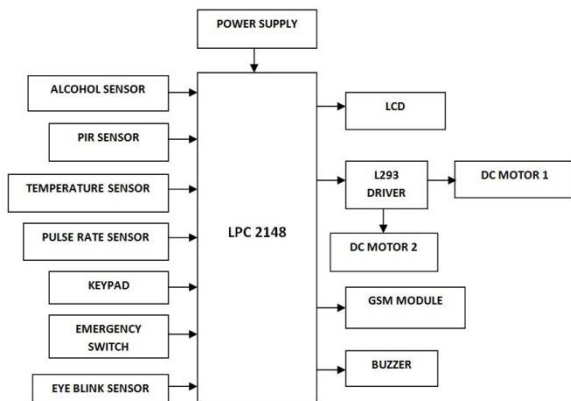 POWER SUPPLY
ALCOHOL SENSOR
PIR SENSOR
TEMPERATURE SENSOR
PULSE RATE SENSOR
KEYPAD
EMERGENCY
SWITCH
EYE BLINK SENSOR
LPC 2148
LCD
L293
DRIVER
DC MOTOR 1
DC MOTOR 2
GSM MODULE
BUZZER